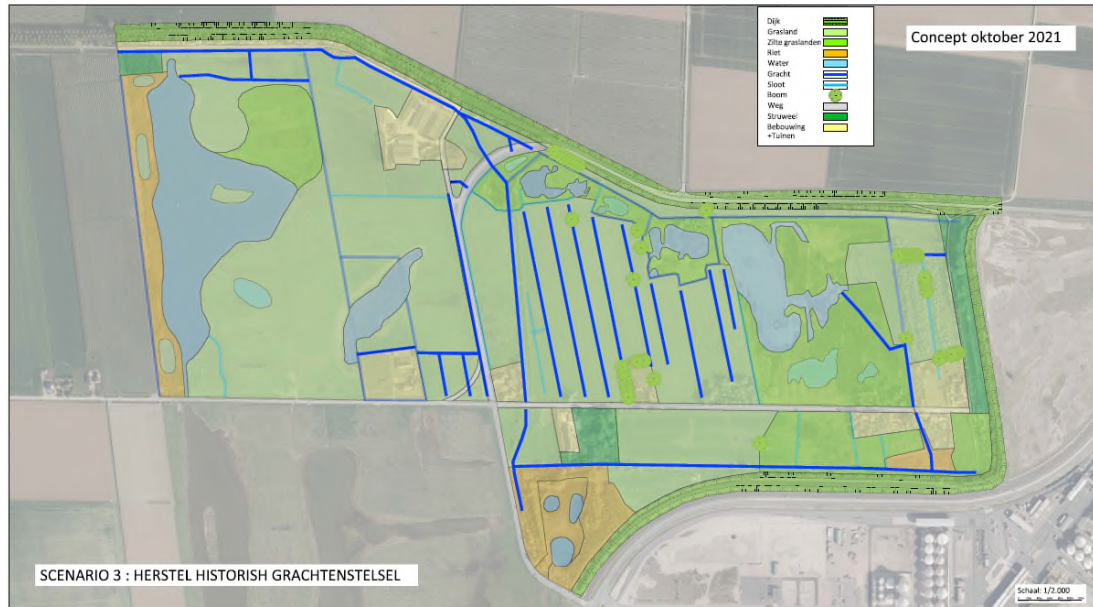 Concept oktober 2021
Dijk
Grasland
Zilte graslanden
Riet
Water
Gracht
Sloot
Boom
Weg
Struweel
Bebouwing
+Tuinen
SCENARIO 3 : HERSTEL HISTORISH GRACHTENSTELSEL
Schaal: 1/2.000